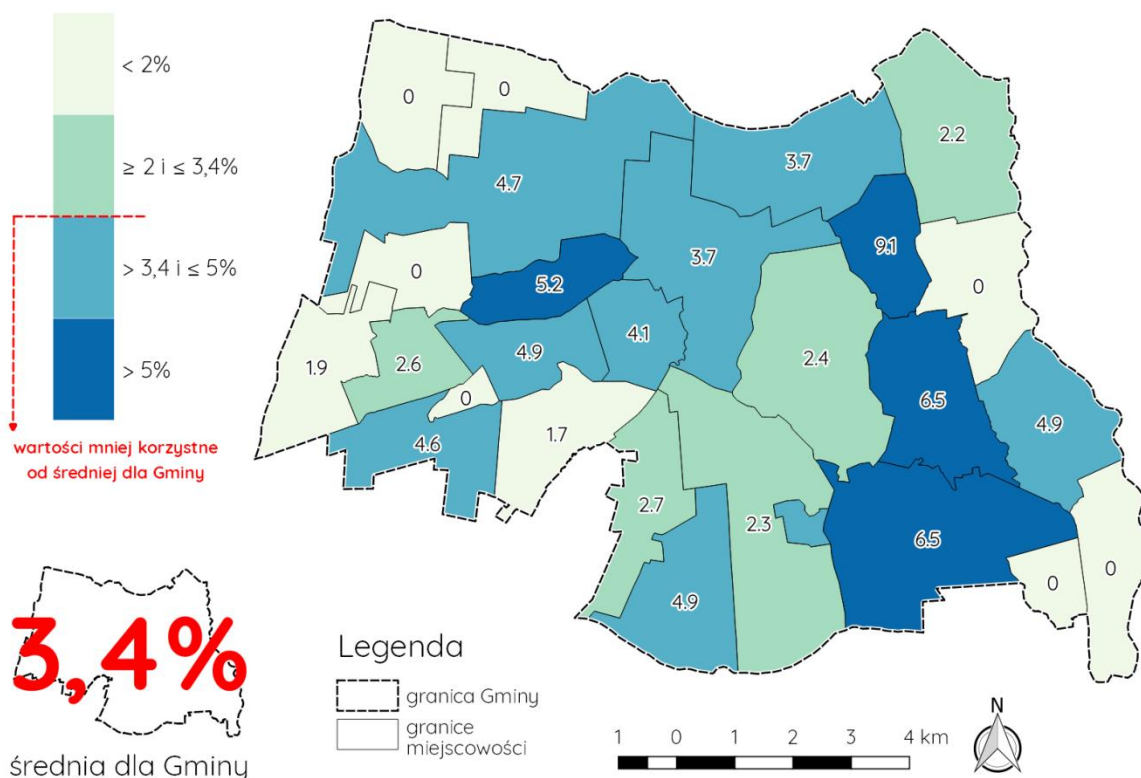 < 2%
≥ 2 i ≤ 3,4%
> 3,4 i ≤ 5%
> 5%
wartości mniej korzystne
od średniej dla Gminy
3,4%
średnia dla Gminy
0
0
2.2
4.7
3.7
9.1
0
5.2
3.7
0
1.9
2.6
4.9
4.1
2.4
0
6.5
4.9
4.6
1.7
2.7
2.3
6.5
4.9
0
0
Legenda
granica Gminy
granice
miejscowości
1 0 1 2 3 4 km
N